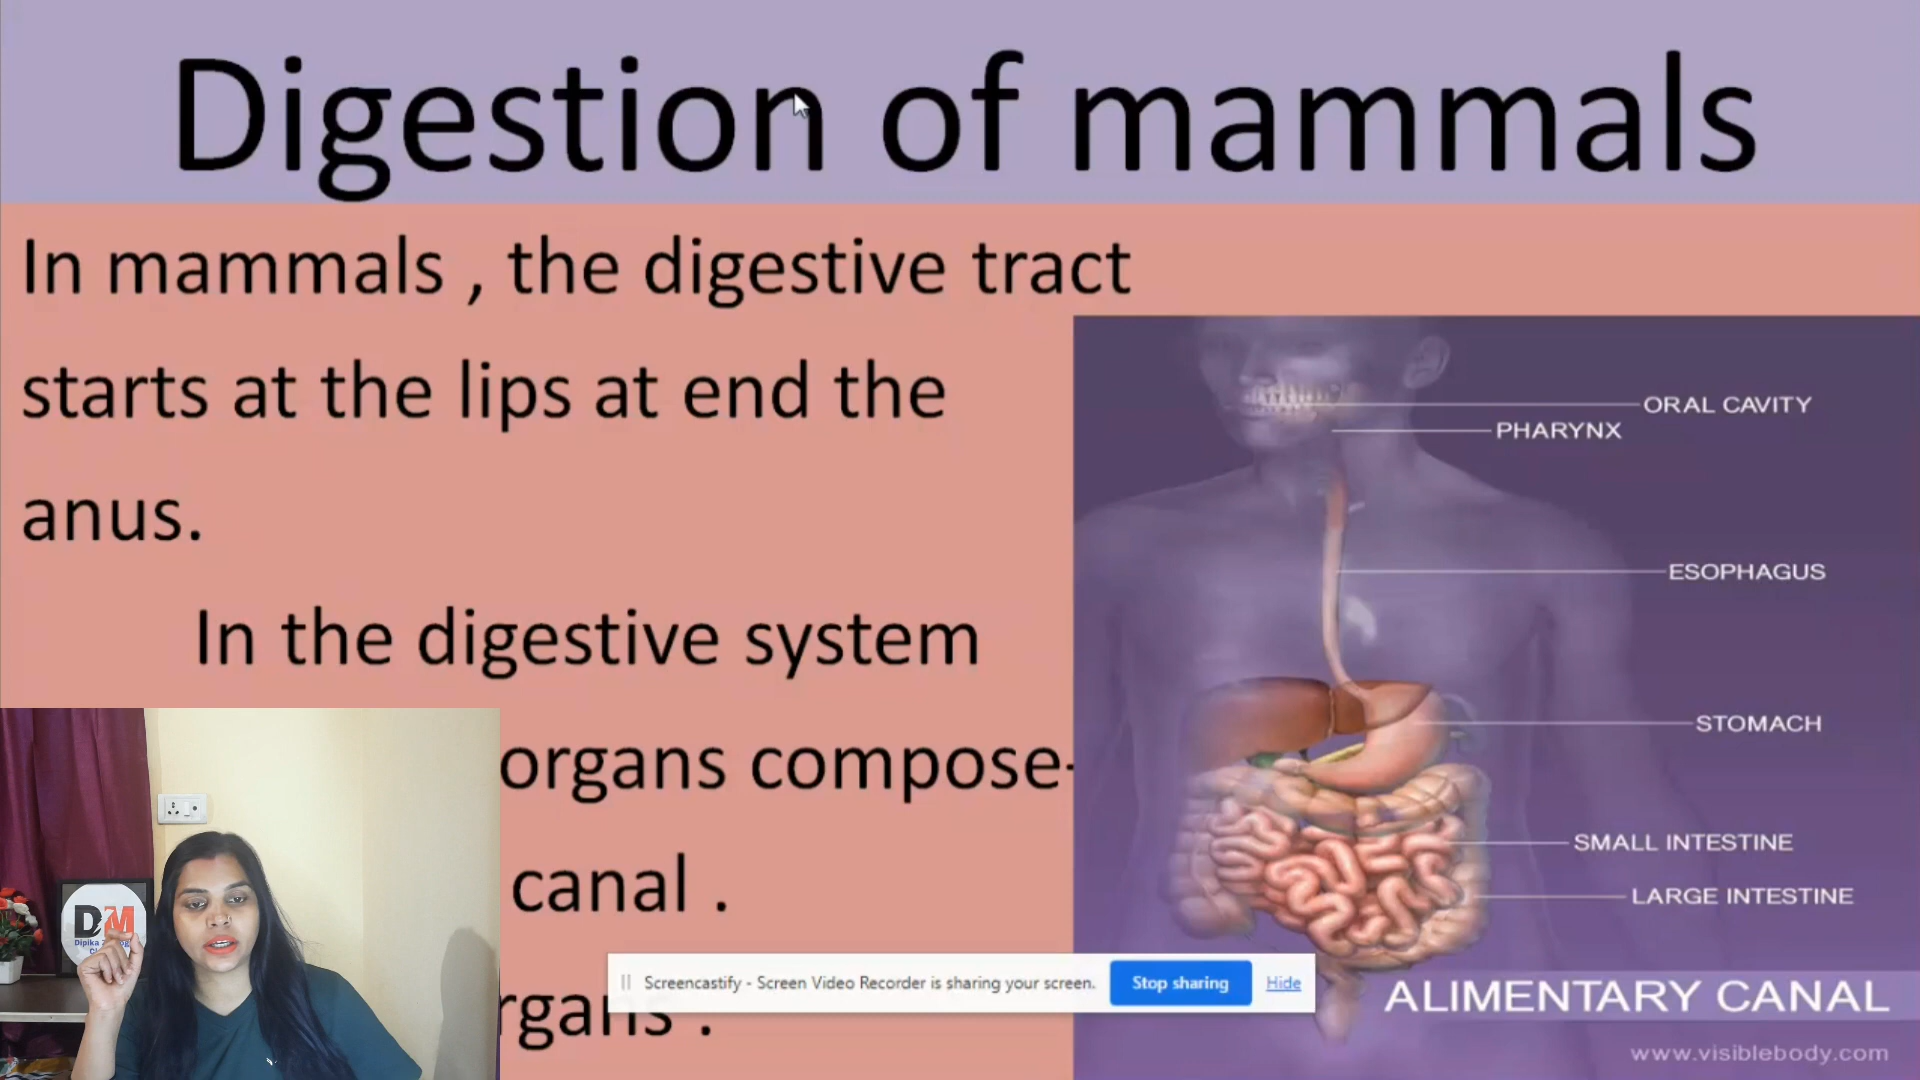 Digestion of mammals
In mammals , the digestive tract
starts at the lips at end the
anus.
In the digestive system
organs compose-
canal .
ORAL CAVITY
PHARYNX
ESOPHAGUS
STOMACH
SMALL INTESTINE
LARGE INTESTINE
ALIMENTARY CANAL
www.visiblebody.com
Screencastify - Screen Video Recorder is sharing your screen.
Stop sharing
Hide
DM
Dipika